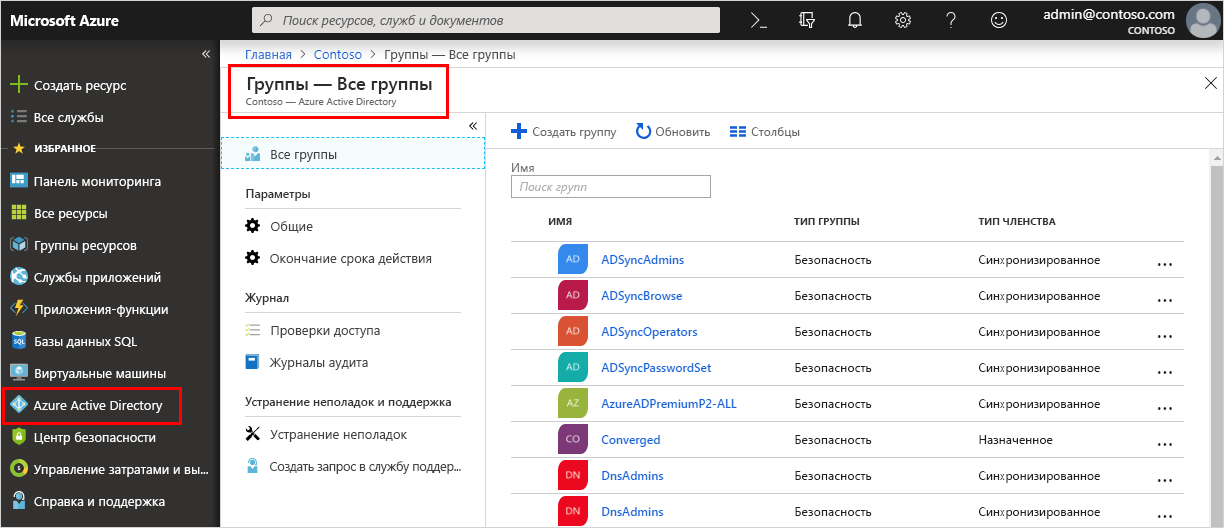 Microsoft Azure
Поиск ресурсов, служб и документов
admin@contoso.com
CONTOSO
Создать ресурс
Все службы
ИЗБРАННОЕ
Панель мониторинга
Все ресурсы
Группы ресурсов
Службы приложений
Приложения-функции
Базы данных SQL
Виртуальные машины
Azure Active Directory
Центр безопасности
Управление затратами и вы...
Справка и поддержка
Главная > Contoso > Группы — Все группы
Группы — Все группы
Contoso — Azure Active Directory
Все группы
Параметры
Общие
Окончание срока действия
Журнал
Проверки доступа
Журналы аудита
Устранение неполадок и поддержка
Устранение неполадок
Создать запрос в службу поддер...
Создать группу Обновить Столбцы
Имя
Поиск групп
ИМЯ ТИП ГРУППЫ ТИП ЧЛЕНСТВА
AD ADSyncAdmins Безопасность Синхронизированное ...
AD ADSyncBrowse Безопасность Синхронизированное ...
AD ADSyncOperators Безопасность Синхронизированное ...
AD ADSyncPasswordSet Безопасность Синхронизированное ...
AZ AzureADPremiumP2-ALL Безопасность Синхронизированное ...
CO Converged Безопасность Назначенное ...
DN DnsAdmins Безопасность Синхронизированное ...
DN DnsAdmins Безопасность Синхронизированное ...